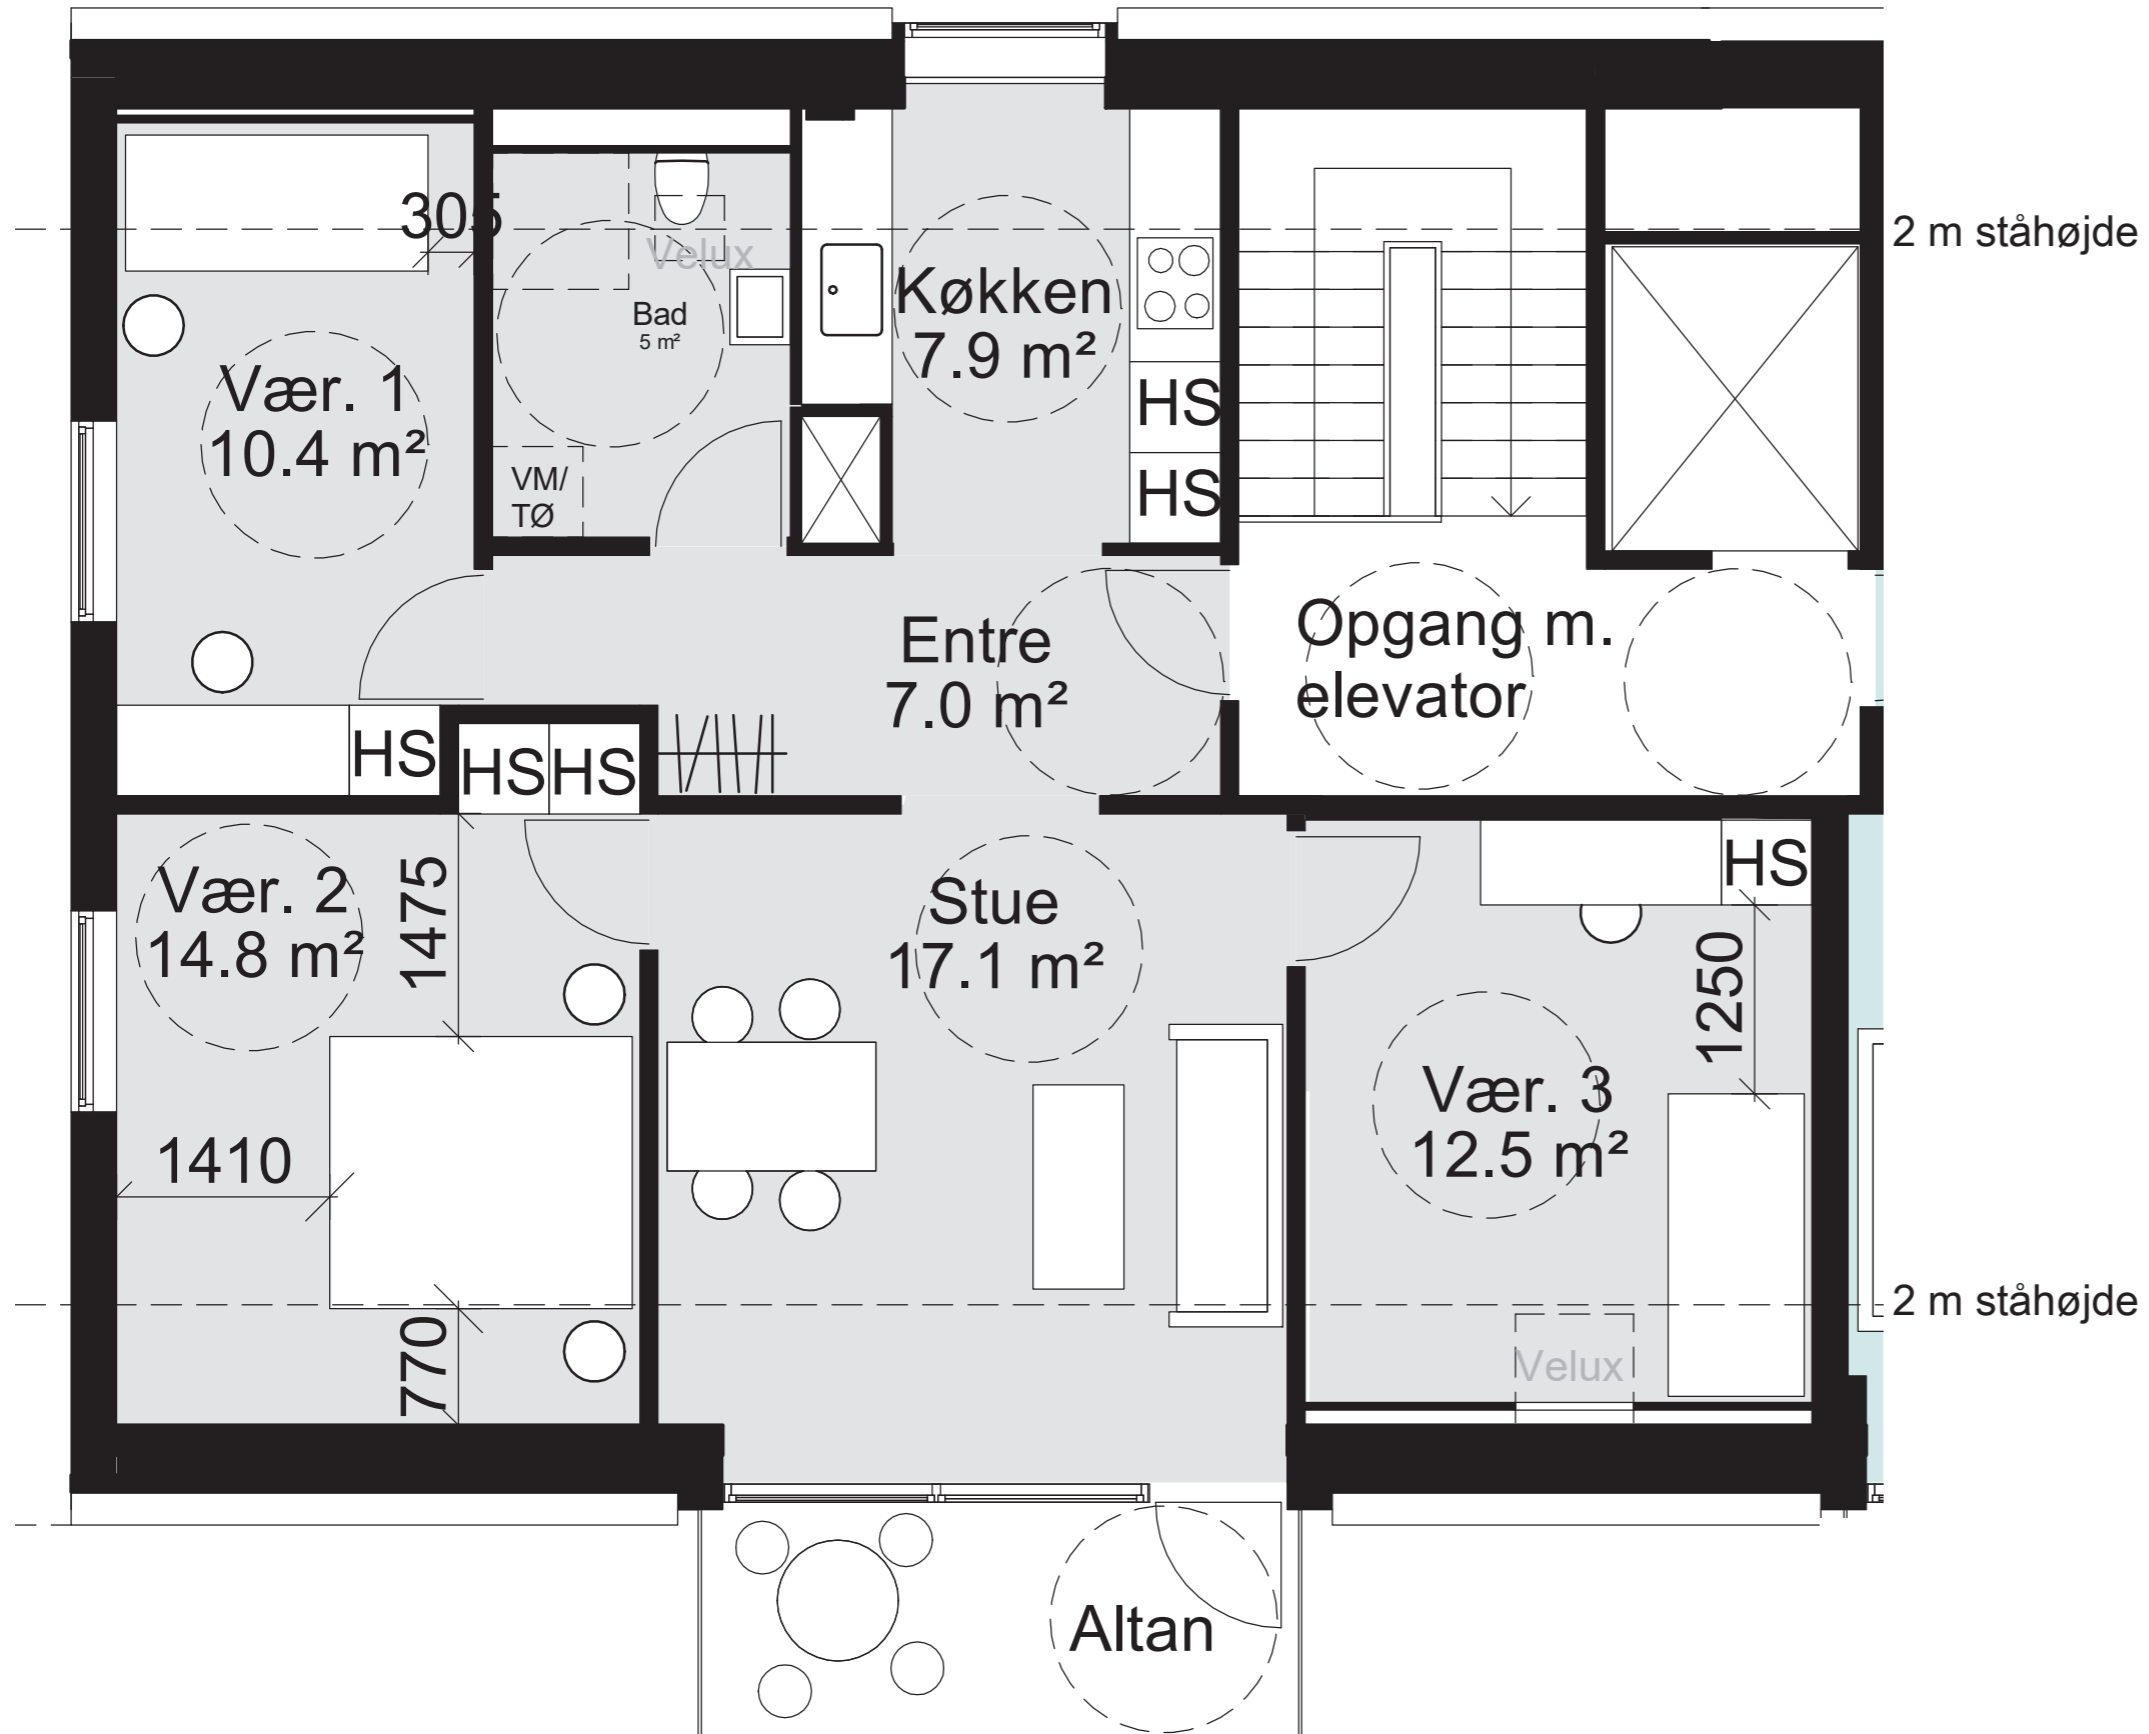 2 m ståhøjde
305
Velux
Bad
5 m²
Køkken
7.9 m²
Vær. 1
10.4 m²
HS
HS
VM/
TØ
Entre
7.0 m²
Opgang m.
elevator
HS
HS
HS
Vær. 2
14.8 m²
1475
Stue
17.1 m²
HS
1250
Vær. 3
12.5 m²
1410
770
2 m ståhøjde
Velux
Altan